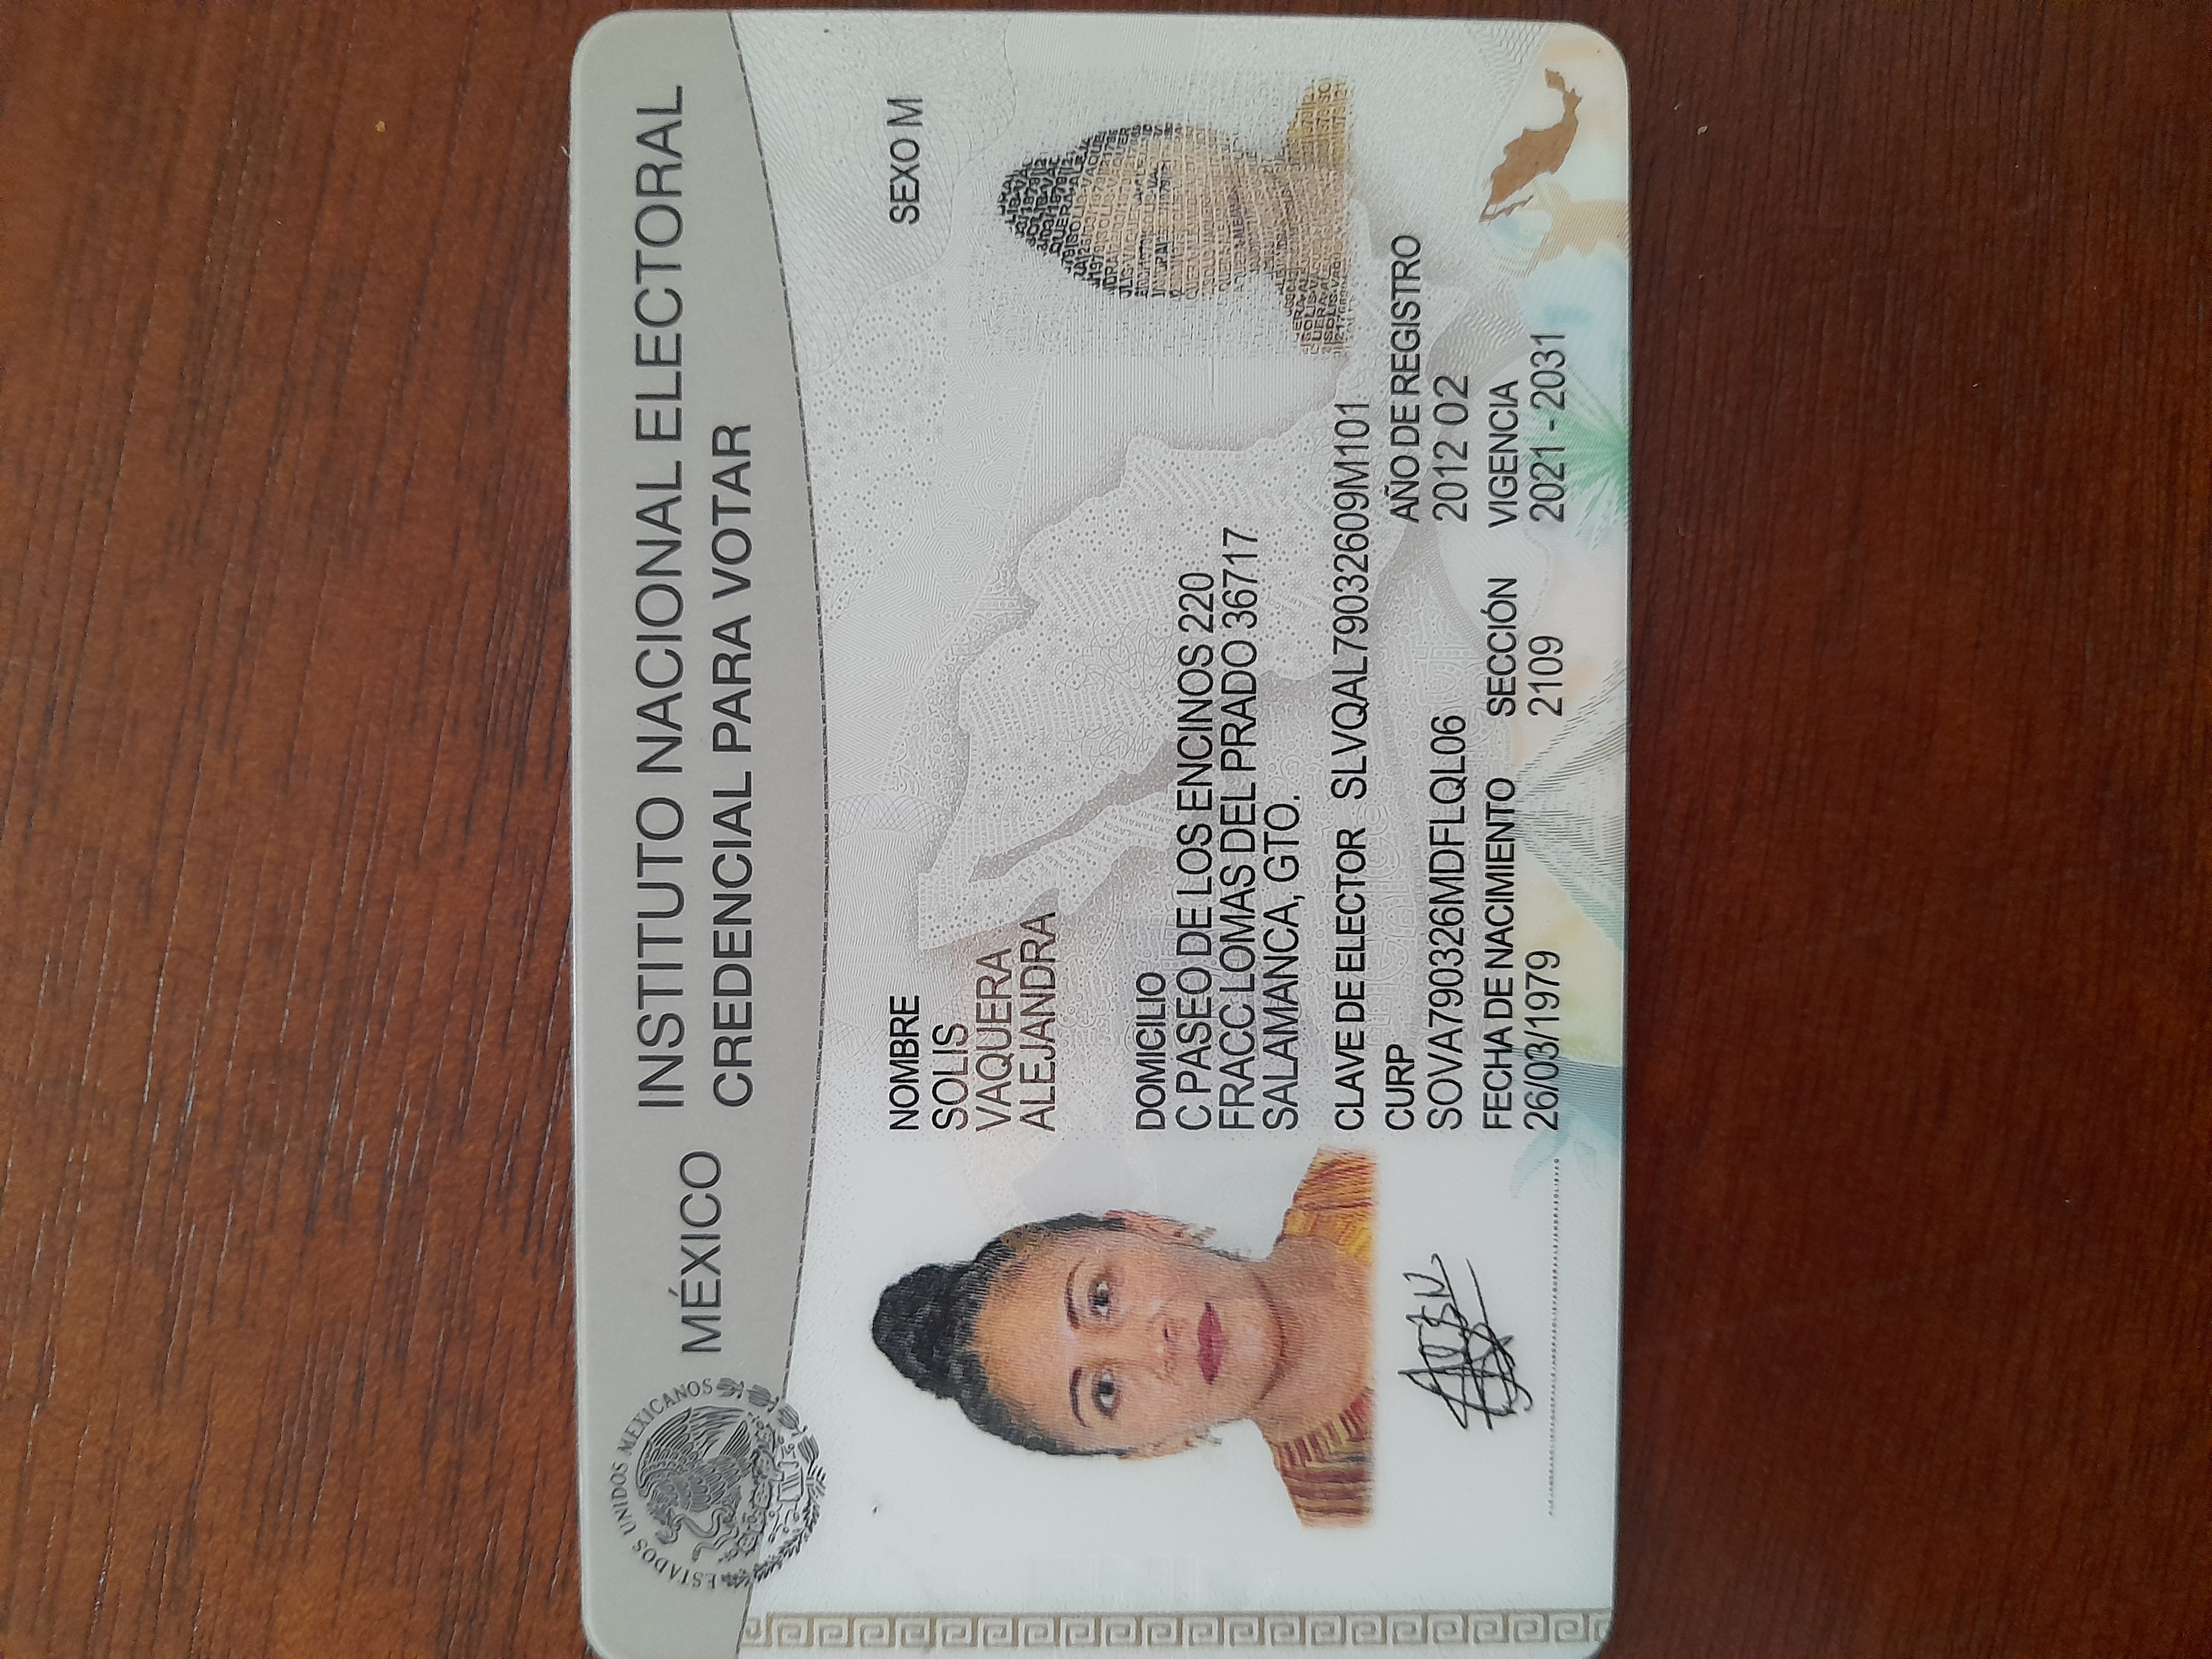 ESTADOS UNIDOS MEXICANOS
MÉXICO INSTITUTO NACIONAL ELECTORAL
CREDENCIAL PARA VOTAR
NOMBRE SEXO M
SOLIS
VAQUERA
ALEJANDRA
DOMICILIO
C PASEO DE LOS ENCINOS 220
FRACC LOMAS DEL PRADO 36717
SALAMANCA, GTO.
CLAVE DE ELECTOR SLVQAL79032609M101
CURP AÑO DE REGISTRO
SOVA790326MDFLQL06 2012 02
FECHA DE NACIMIENTO SECCIÓN VIGENCIA
26/03/1979 2109 2021 - 2031